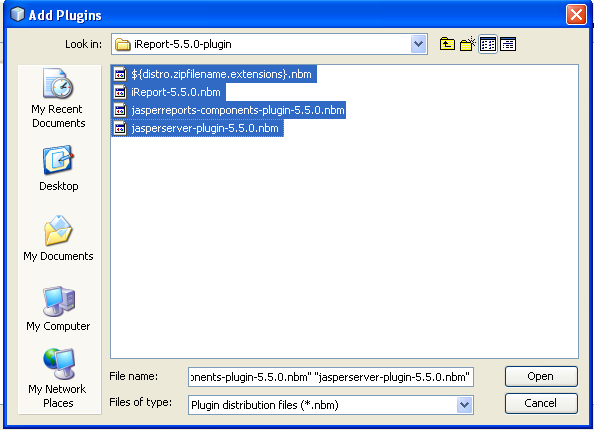 Add Plugins
Look in: iReport-5.5.0-plugin
${distro.zipfilename.extensions}.nbm
iReport-5.5.0.nbm
jasperreports-components-plugin-5.5.0.nbm
jasperserver-plugin-5.5.0.nbm
My Recent
Documents
Desktop
My Documents
My Computer
My Network
Places
File name: onents-plugin-5.5.0.nbm" "jasperserver-plugin-5.5.0.nbm"
Open
Files of type: Plugin distribution files (*.nbm)
Cancel